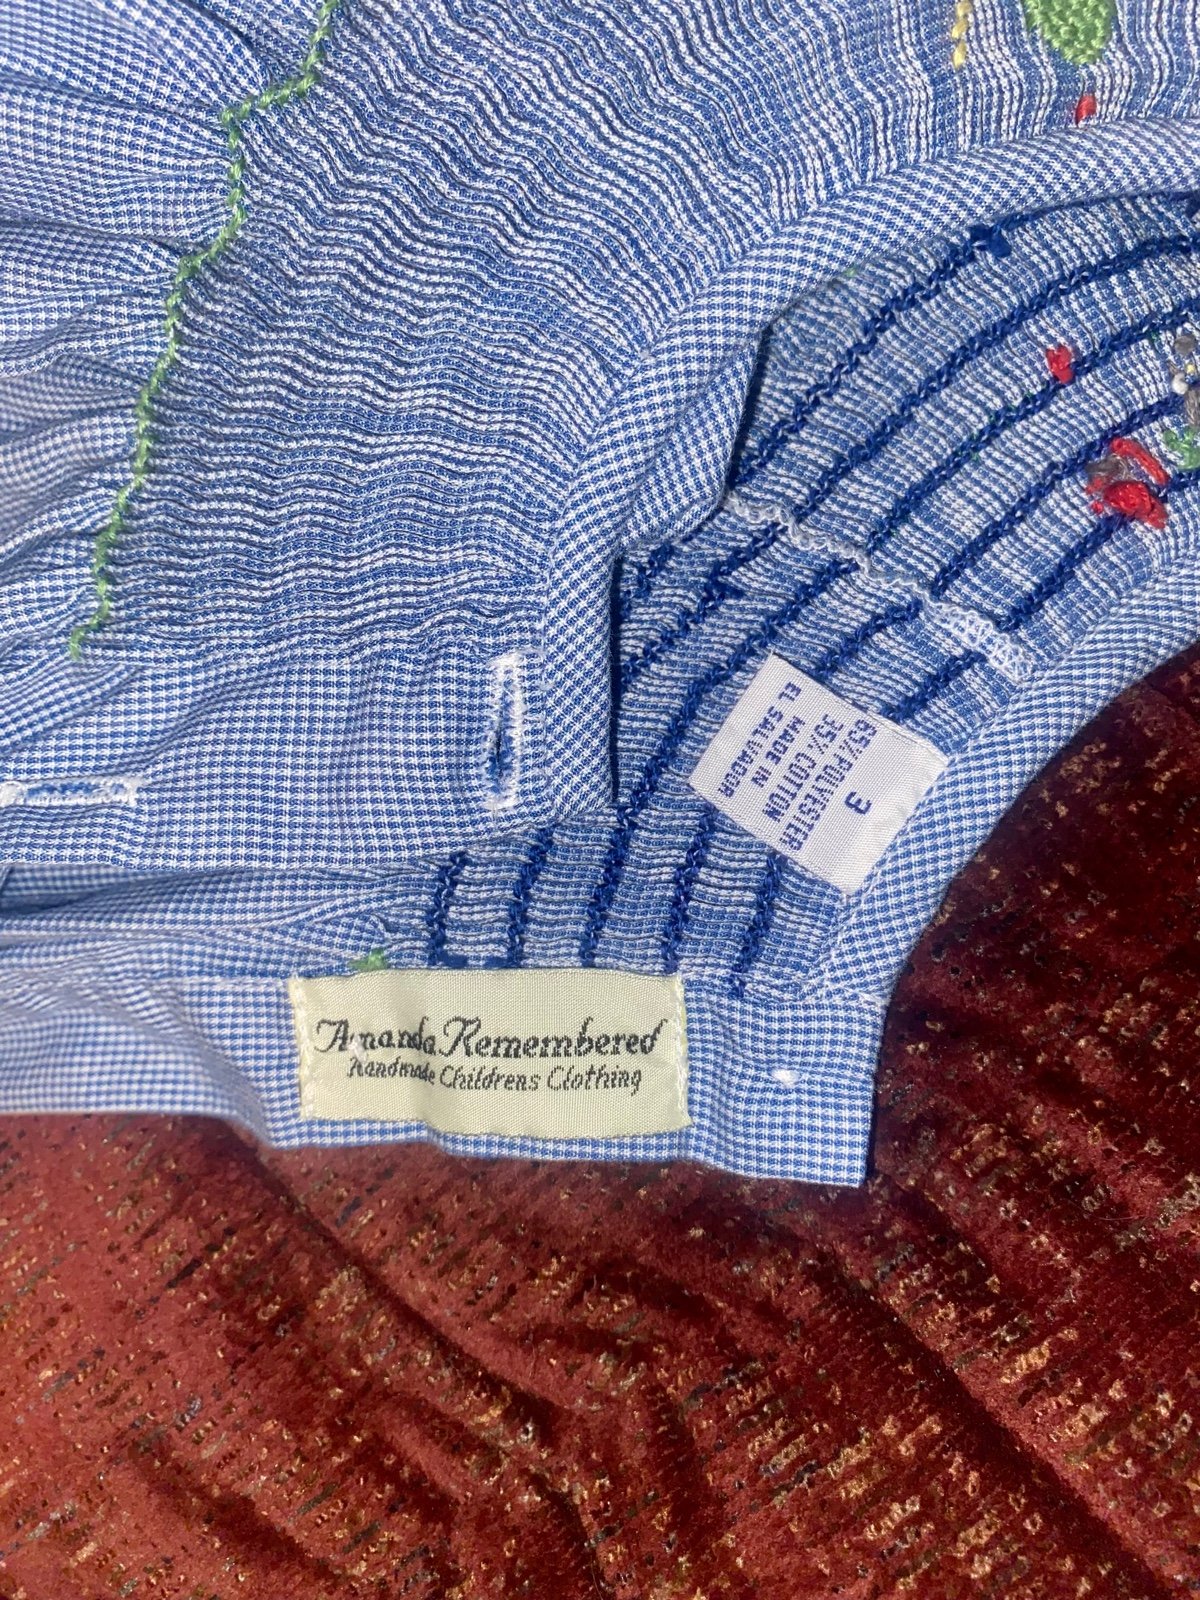 Amanda Remembered
Handmade Childrens Clothing
3
65% POLYESTER
35% COTTON
MADE IN
EL SALVADOR